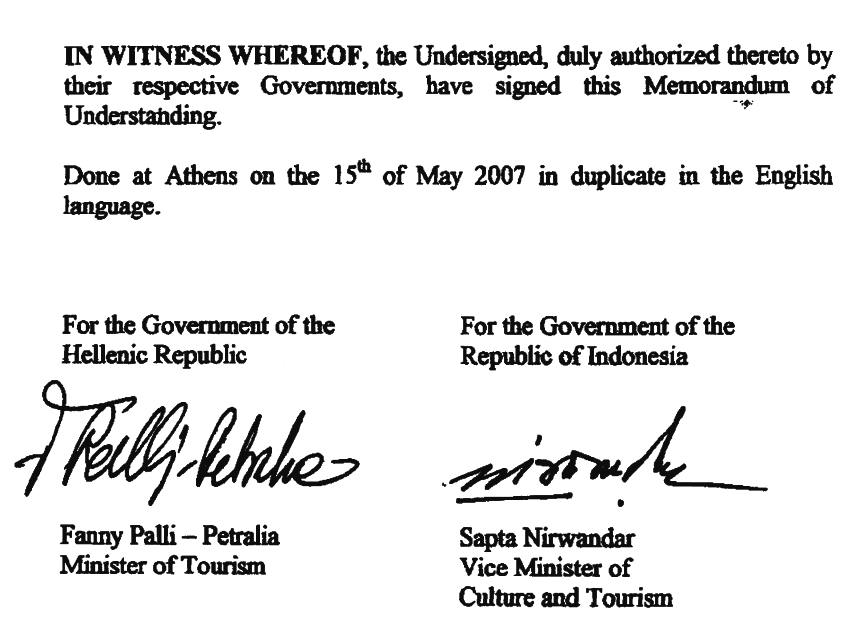 IN WITNESS WHEREOF, the Undersigned, duly authorized thereto by
their respective Governments, have signed this Memorandum of
Understanding.
Done at Athens on the 15th of May 2007 in duplicate in the English
language.
For the Government of the
Hellenic Republic
For the Government of the
Republic of Indonesia
Fanny Palli – Petralia
Minister of Tourism
Sapta Nirwandar
Vice Minister of
Culture and Tourism